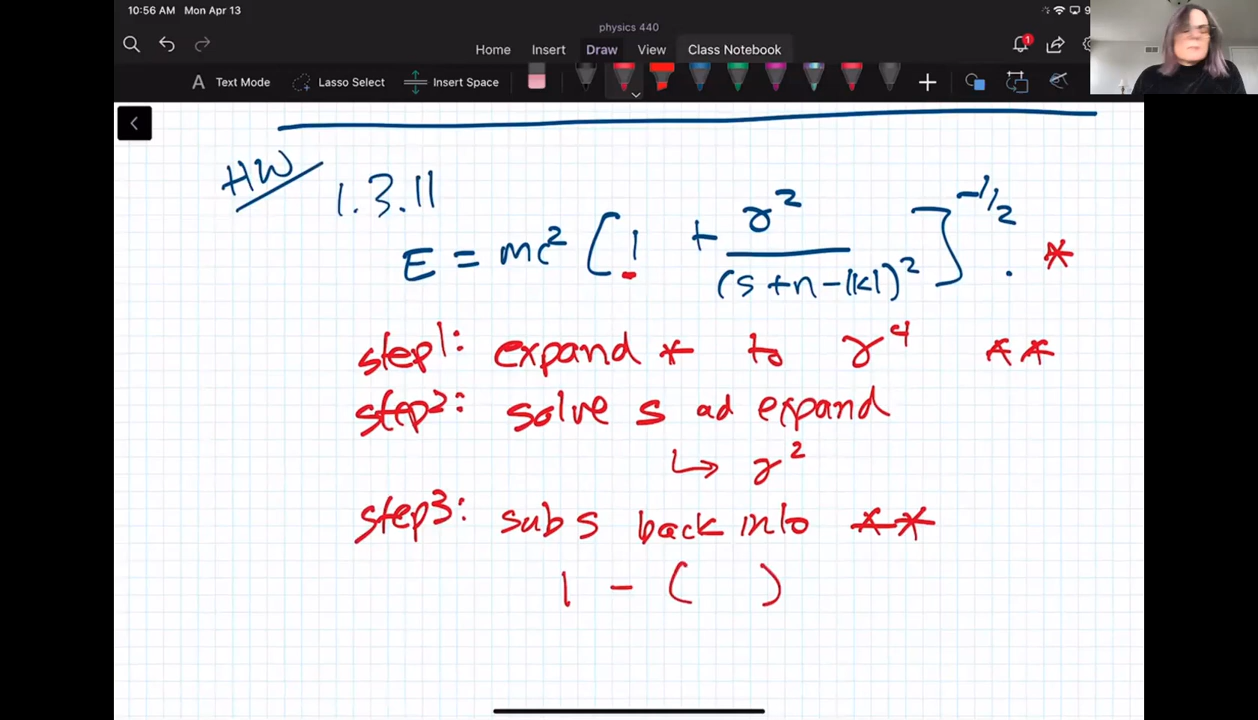 10:56 AM Mon Apr 13
physics 440
Home Insert Draw View Class Notebook
1
Text Mode Lasso Select Insert Space
HW 1.3.11
E = mc² [1 + γ² / (s+n-|k|)²]^-1/2 . *
step1: expand * to γ⁴ **
step2: solve s ad expand
↳ γ²
step3: sub s back into **
1 - ( )